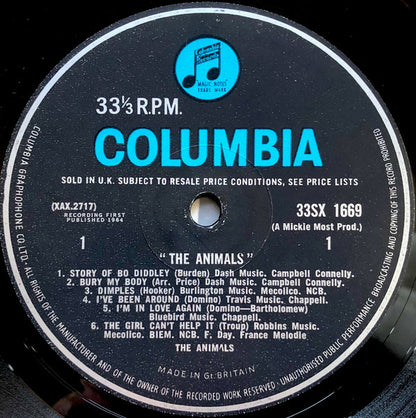 Columbia
Records
MAGIC NOTES
TRADE MARK
33⅓ R.P.M.
COLUMBIA
SOLD IN U.K. SUBJECT TO RESALE PRICE CONDITIONS, SEE PRICE LISTS
(XAX.2717)
RECORDING FIRST
PUBLISHED 1964
1
33SX 1669
(A Mickie Most Prod.)
1
" THE ANIMALS "
1. STORY OF BO DIDDLEY (Burden) Dash Music. Campbell Connelly.
2. BURY MY BODY (Arr. Price) Dash Music. Campbell Connelly.
3. DIMPLES (Hooker) Burlington Music. Mecolico. NCB.
4. I'VE BEEN AROUND (Domino) Travis Music. Chappell.
5. I'M IN LOVE AGAIN (Domino—Bartholomew)
Bluebird Music. Chappell.
6. THE GIRL CAN'T HELP IT (Troup) Robbins Music.
Mecolico. BIEM. NCB. F. Day. France Melodie
THE ANIMALS
MADE IN Gt. BRITAIN
COLUMBIA GRAPHOPHONE CO. LTD. ALL RIGHTS OF THE MANUFACTURER AND OF THE OWNER OF THE RECORDED WORK RESERVED · UNAUTHORISED PUBLIC PERFORMANCE BROADCASTING AND COPYING OF THIS RECORD PROHIBITED